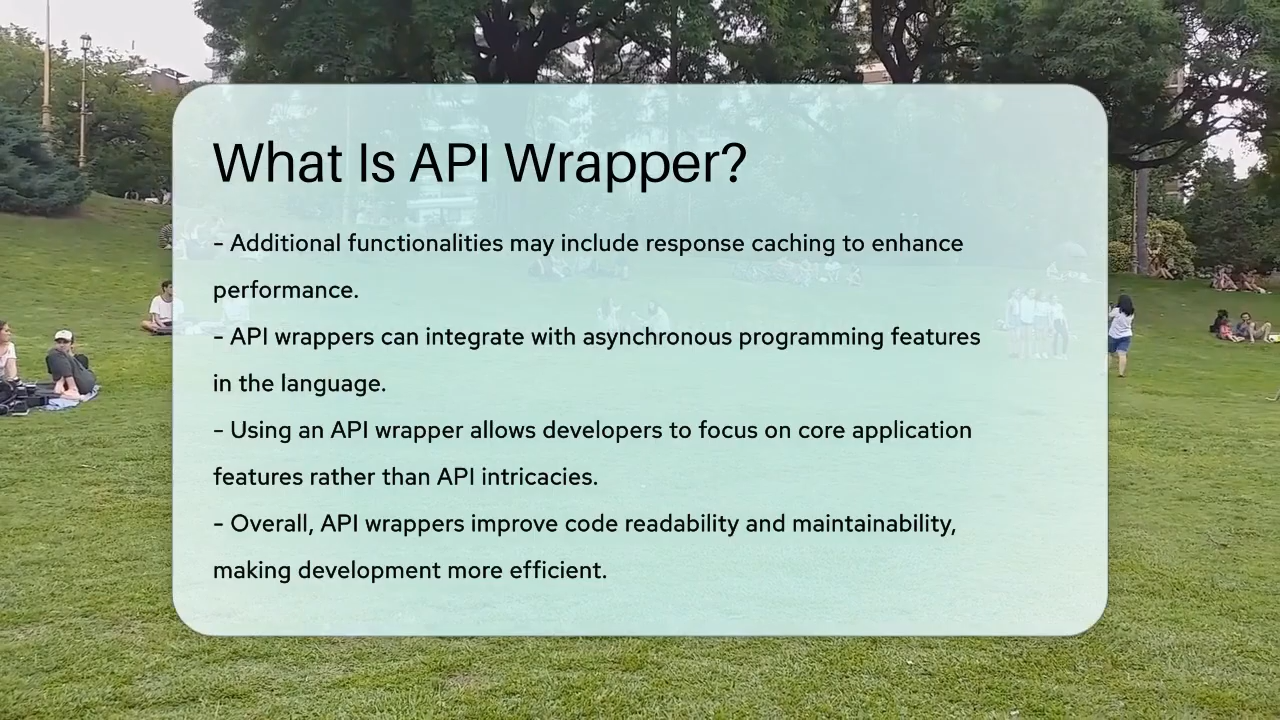 What Is API Wrapper?
– Additional functionalities may include response caching to enhance
performance.
– API wrappers can integrate with asynchronous programming features
in the language.
– Using an API wrapper allows developers to focus on core application
features rather than API intricacies.
– Overall, API wrappers improve code readability and maintainability,
making development more efficient.